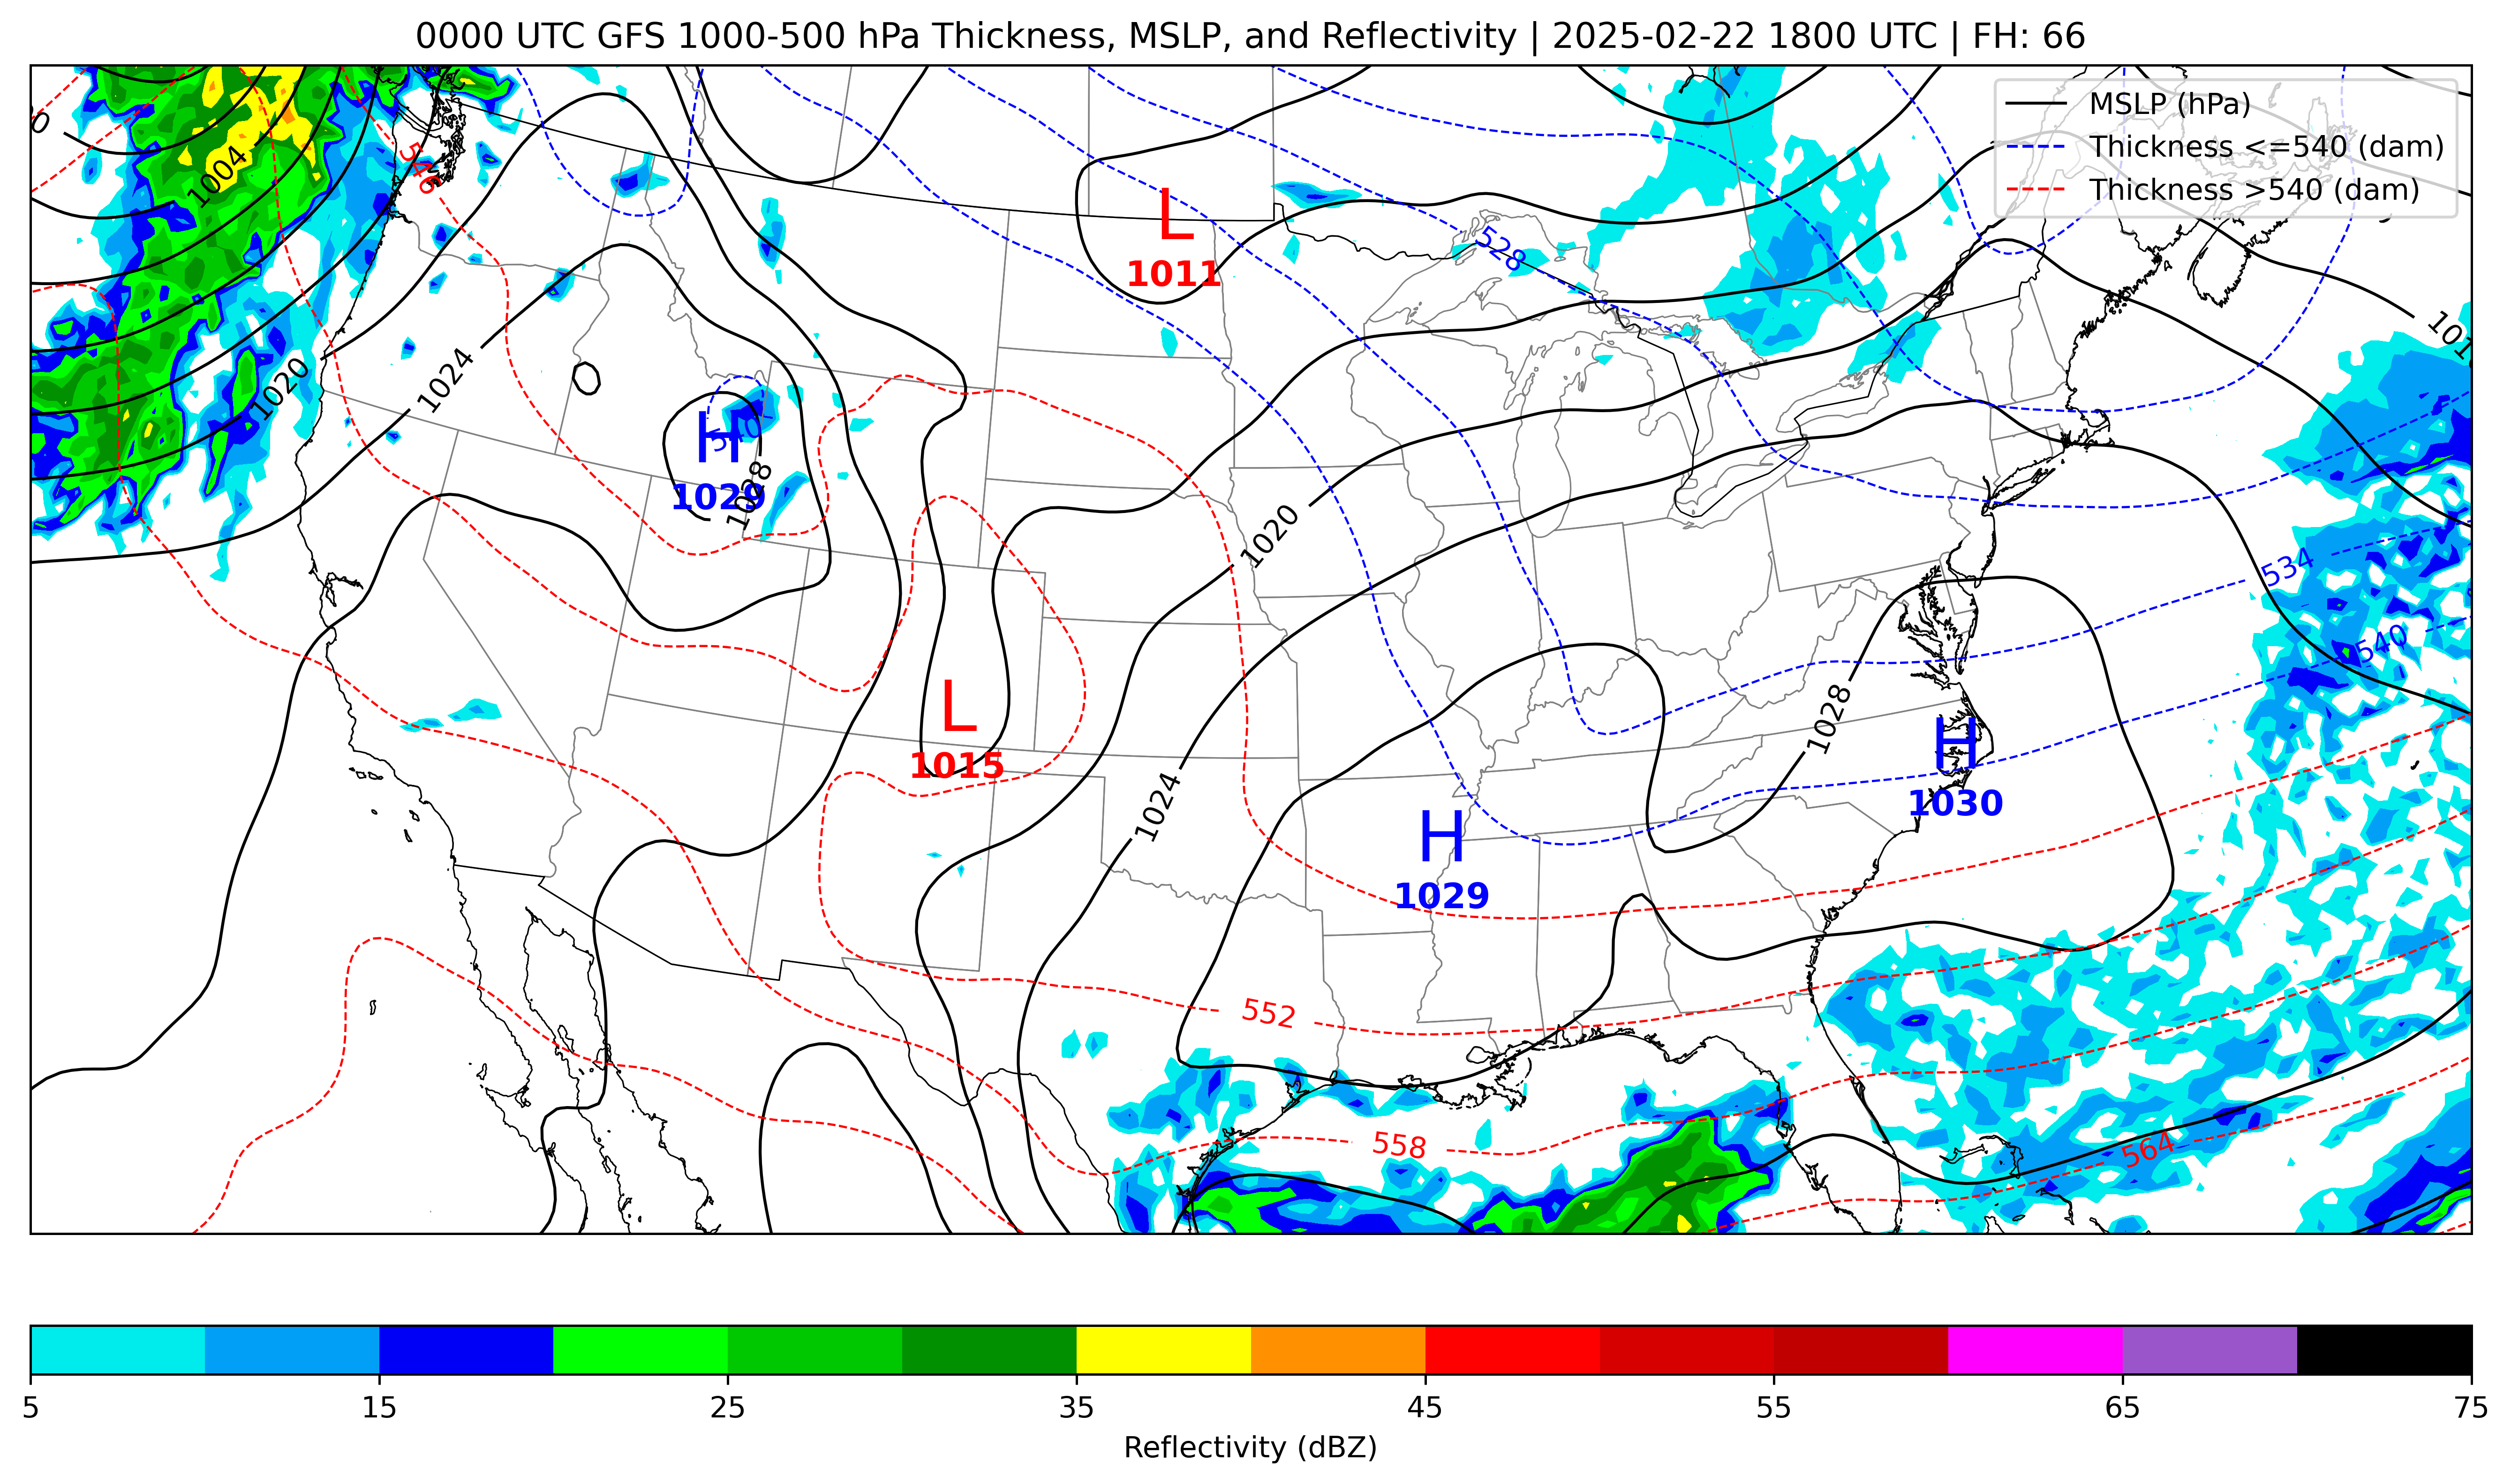 0000 UTC GFS 1000-500 hPa Thickness, MSLP, and Reflectivity | 2025-02-22 1800 UTC | FH: 66
MSLP (hPa)
Thickness <=540 (dam)
Thickness >540 (dam)
1004
546
L
1011
528
1020
1024
H
540
1029
1028
1020
534
540
L
1015
1028
H
1030
1024
H
1029
552
558
564
5 15 25 35 45 55 65 75
Reflectivity (dBZ)